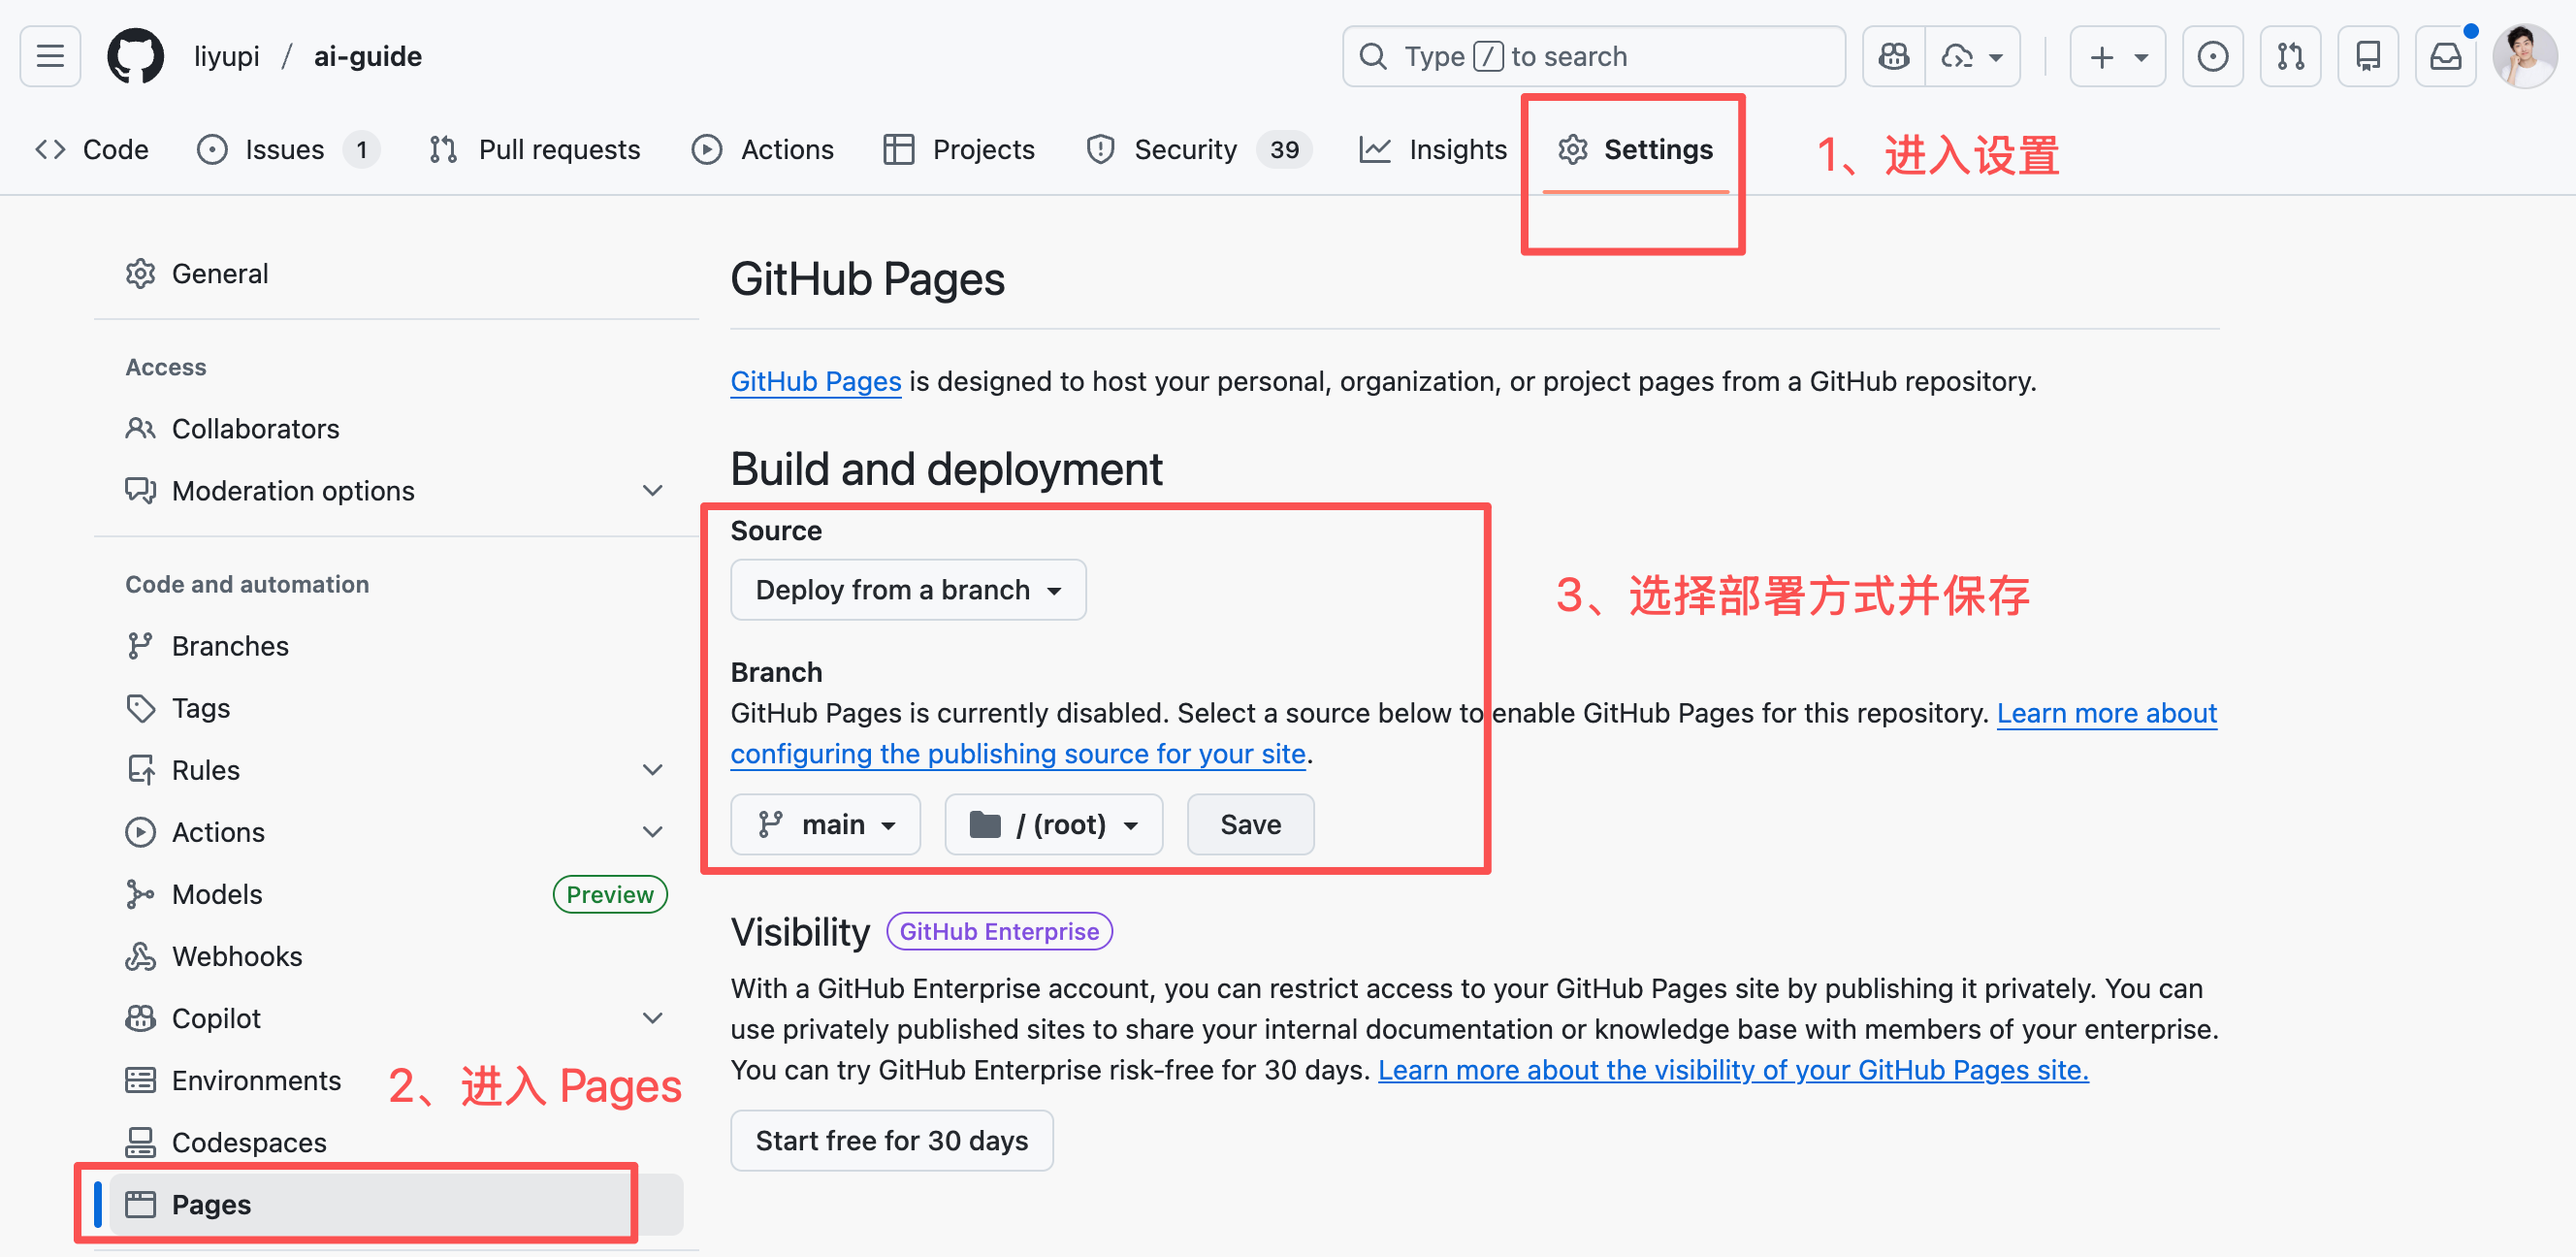 liyupi / ai-guide
Type / to search
Code
Issues 1
Pull requests
Actions
Projects
Security 39
Insights
Settings
1、进入设置
General
Access
Collaborators
Moderation options
Code and automation
Branches
Tags
Rules
Actions
Models Preview
Webhooks
Copilot
Environments
2、进入 Pages
Codespaces
Pages
GitHub Pages
GitHub Pages is designed to host your personal, organization, or project pages from a GitHub repository.
Build and deployment
Source
Deploy from a branch
3、选择部署方式并保存
Branch
GitHub Pages is currently disabled. Select a source below to enable GitHub Pages for this repository. Learn more about
configuring the publishing source for your site.
main
/ (root)
Save
Visibility GitHub Enterprise
With a GitHub Enterprise account, you can restrict access to your GitHub Pages site by publishing it privately. You can
use privately published sites to share your internal documentation or knowledge base with members of your enterprise.
You can try GitHub Enterprise risk-free for 30 days. Learn more about the visibility of your GitHub Pages site.
Start free for 30 days